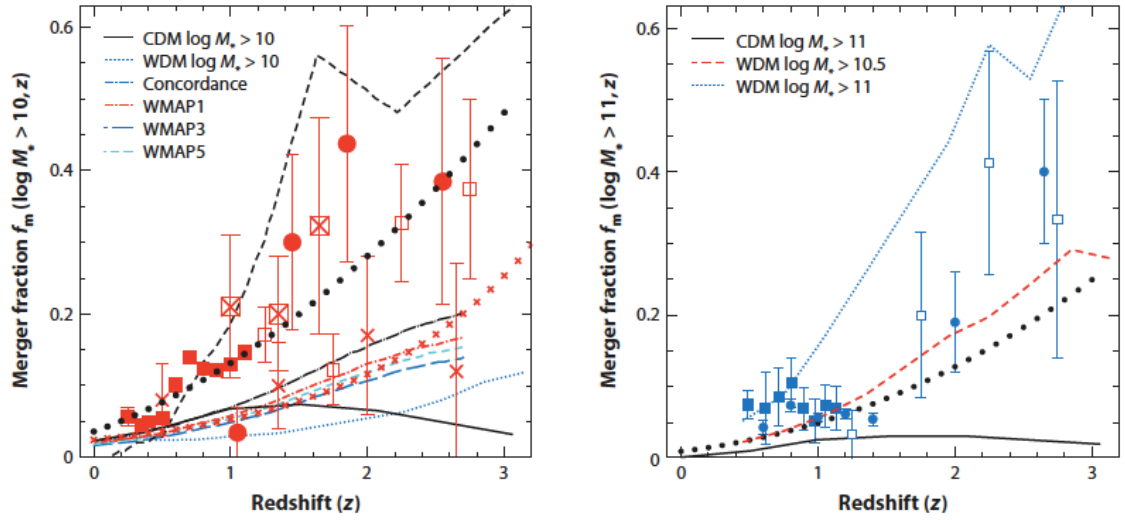 0.6
0.4
0.2
0
Merger fraction fm (log M* > 10, z)
CDM log M* > 10
WDM log M* > 10
Concordance
WMAP1
WMAP3
WMAP5
0 1 2 3
Redshift (z)
0.6
0.4
0.2
0
Merger fraction fm (log M* > 11, z)
CDM log M* > 11
WDM log M* > 10.5
WDM log M* > 11
0 1 2 3
Redshift (z)